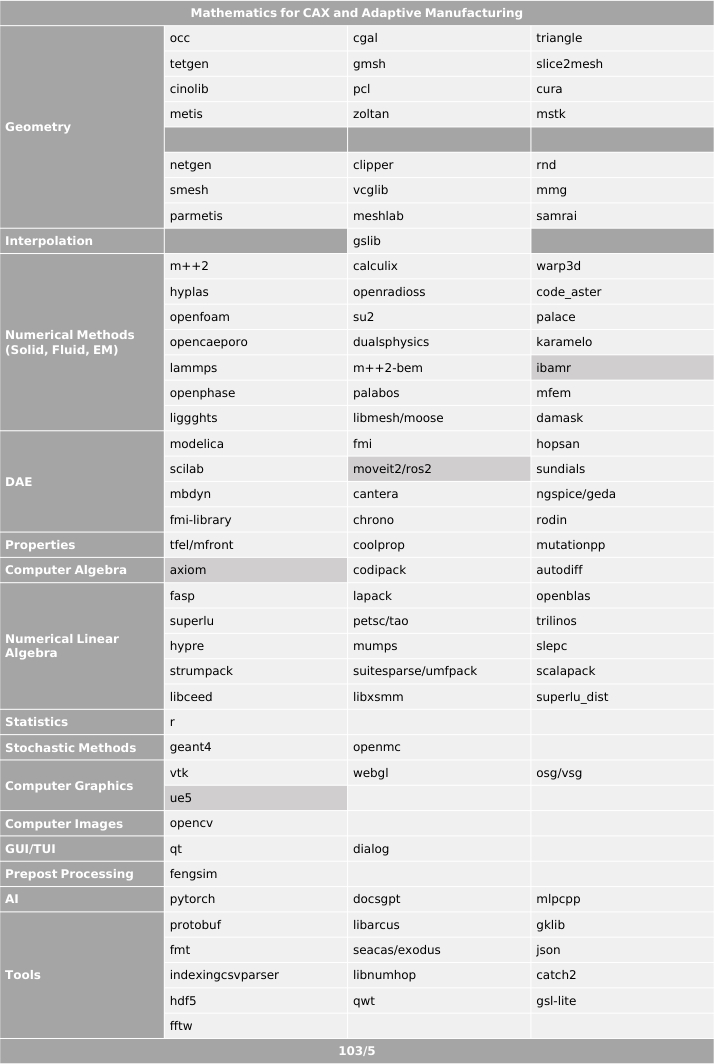 Mathematics for CAX and Adaptive Manufacturing
Geometry
occ cgal triangle
tetgen gmsh slice2mesh
cinolib pcl cura
metis zoltan mstk
netgen clipper rnd
smesh vcglib mmg
parmetis meshlab samrai
Interpolation gslib
Numerical Methods
(Solid, Fluid, EM)
m++2 calculix warp3d
hyplas openradioss code_aster
openfoam su2 palace
opencaeporo dualsphysics karamelo
lammps m++2-bem ibamr
openphase palabos mfem
liggghts libmesh/moose damask
DAE
modelica fmi hopsan
scilab moveit2/ros2 sundials
mbdyn cantera ngspice/geda
fmi-library chrono rodin
Properties tfel/mfront coolprop mutationpp
Computer Algebra axiom codipack autodiff
Numerical Linear
Algebra
fasp lapack openblas
superlu petsc/tao trilinos
hypre mumps slepc
strumpack suitesparse/umfpack scalapack
libceed libxsmm superlu_dist
Statistics r
Stochastic Methods geant4 openmc
Computer Graphics
vtk webgl osg/vsg
ue5
Computer Images opencv
GUI/TUI qt dialog
Prepost Processing fengsim
AI pytorch docsgpt mlpcpp
Tools
protobuf libarcus gklib
fmt seacas/exodus json
indexingcsvparser libnumhop catch2
hdf5 qwt gsl-lite
fftw
103/5